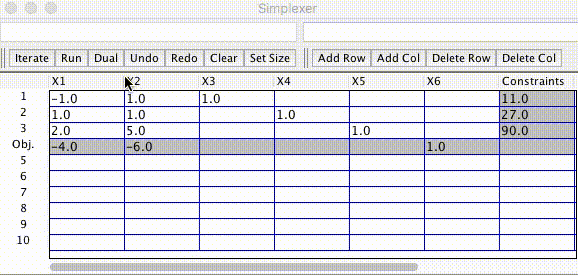 Simplexer
Iterate Run Dual Undo Redo Clear Set Size Add Row Add Col Delete Row Delete Col
X1 X2 X3 X4 X5 X6 Constraints
1 -1.0 1.0 1.0 11.0
2 1.0 1.0 1.0 27.0
3 2.0 5.0 1.0 90.0
Obj. -4.0 -6.0 1.0
5
6
7
8
9
10